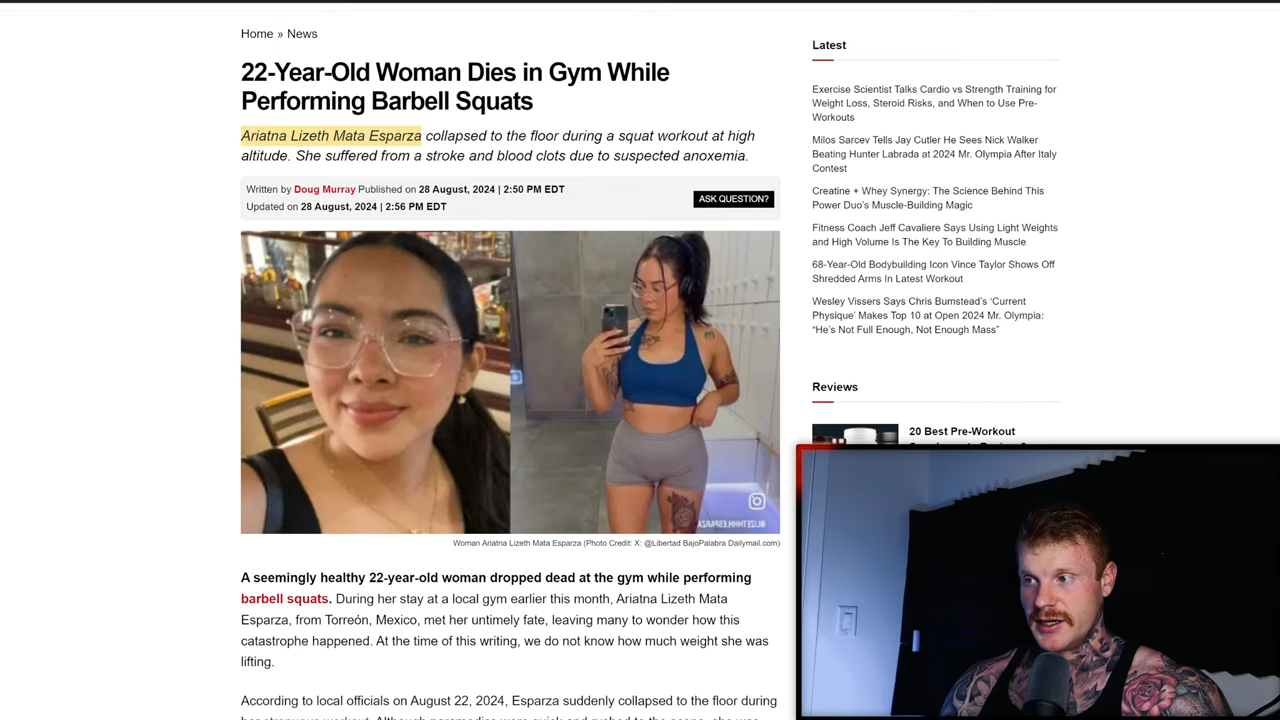 Home » News
22-Year-Old Woman Dies in Gym While
Performing Barbell Squats
Ariatna Lizeth Mata Esparza collapsed to the floor during a squat workout at high
altitude. She suffered from a stroke and blood clots due to suspected anoxemia.
Written by Doug Murray Published on 28 August, 2024 | 2:50 PM EDT
Updated on 28 August, 2024 | 2:56 PM EDT
ASK QUESTION?
Woman Ariatna Lizeth Mata Esparza (Photo Credit: X: @Libertad BajoPalabra Dailymail.com)
A seemingly healthy 22-year-old woman dropped dead at the gym while performing
barbell squats. During her stay at a local gym earlier this month, Ariatna Lizeth Mata
Esparza, from Torreón, Mexico, met her untimely fate, leaving many to wonder how this
catastrophe happened. At the time of this writing, we do not know how much weight she was
lifting.
According to local officials on August 22, 2024, Esparza suddenly collapsed to the floor during
Latest
Exercise Scientist Talks Cardio vs Strength Training for
Weight Loss, Steroid Risks, and When to Use Pre-
Workouts
Milos Sarcev Tells Jay Cutler He Sees Nick Walker
Beating Hunter Labrada at 2024 Mr. Olympia After Italy
Contest
Creatine + Whey Synergy: The Science Behind This
Power Duo's Muscle-Building Magic
Fitness Coach Jeff Cavaliere Says Using Light Weights
and High Volume Is The Key To Building Muscle
68-Year-Old Bodybuilding Icon Vince Taylor Shows Off
Shredded Arms In Latest Workout
Wesley Vissers Says Chris Bumstead's ‘Current
Physique’ Makes Top 10 at Open 2024 Mr. Olympia:
“He's Not Full Enough, Not Enough Mass”
Reviews
20 Best Pre-Workout